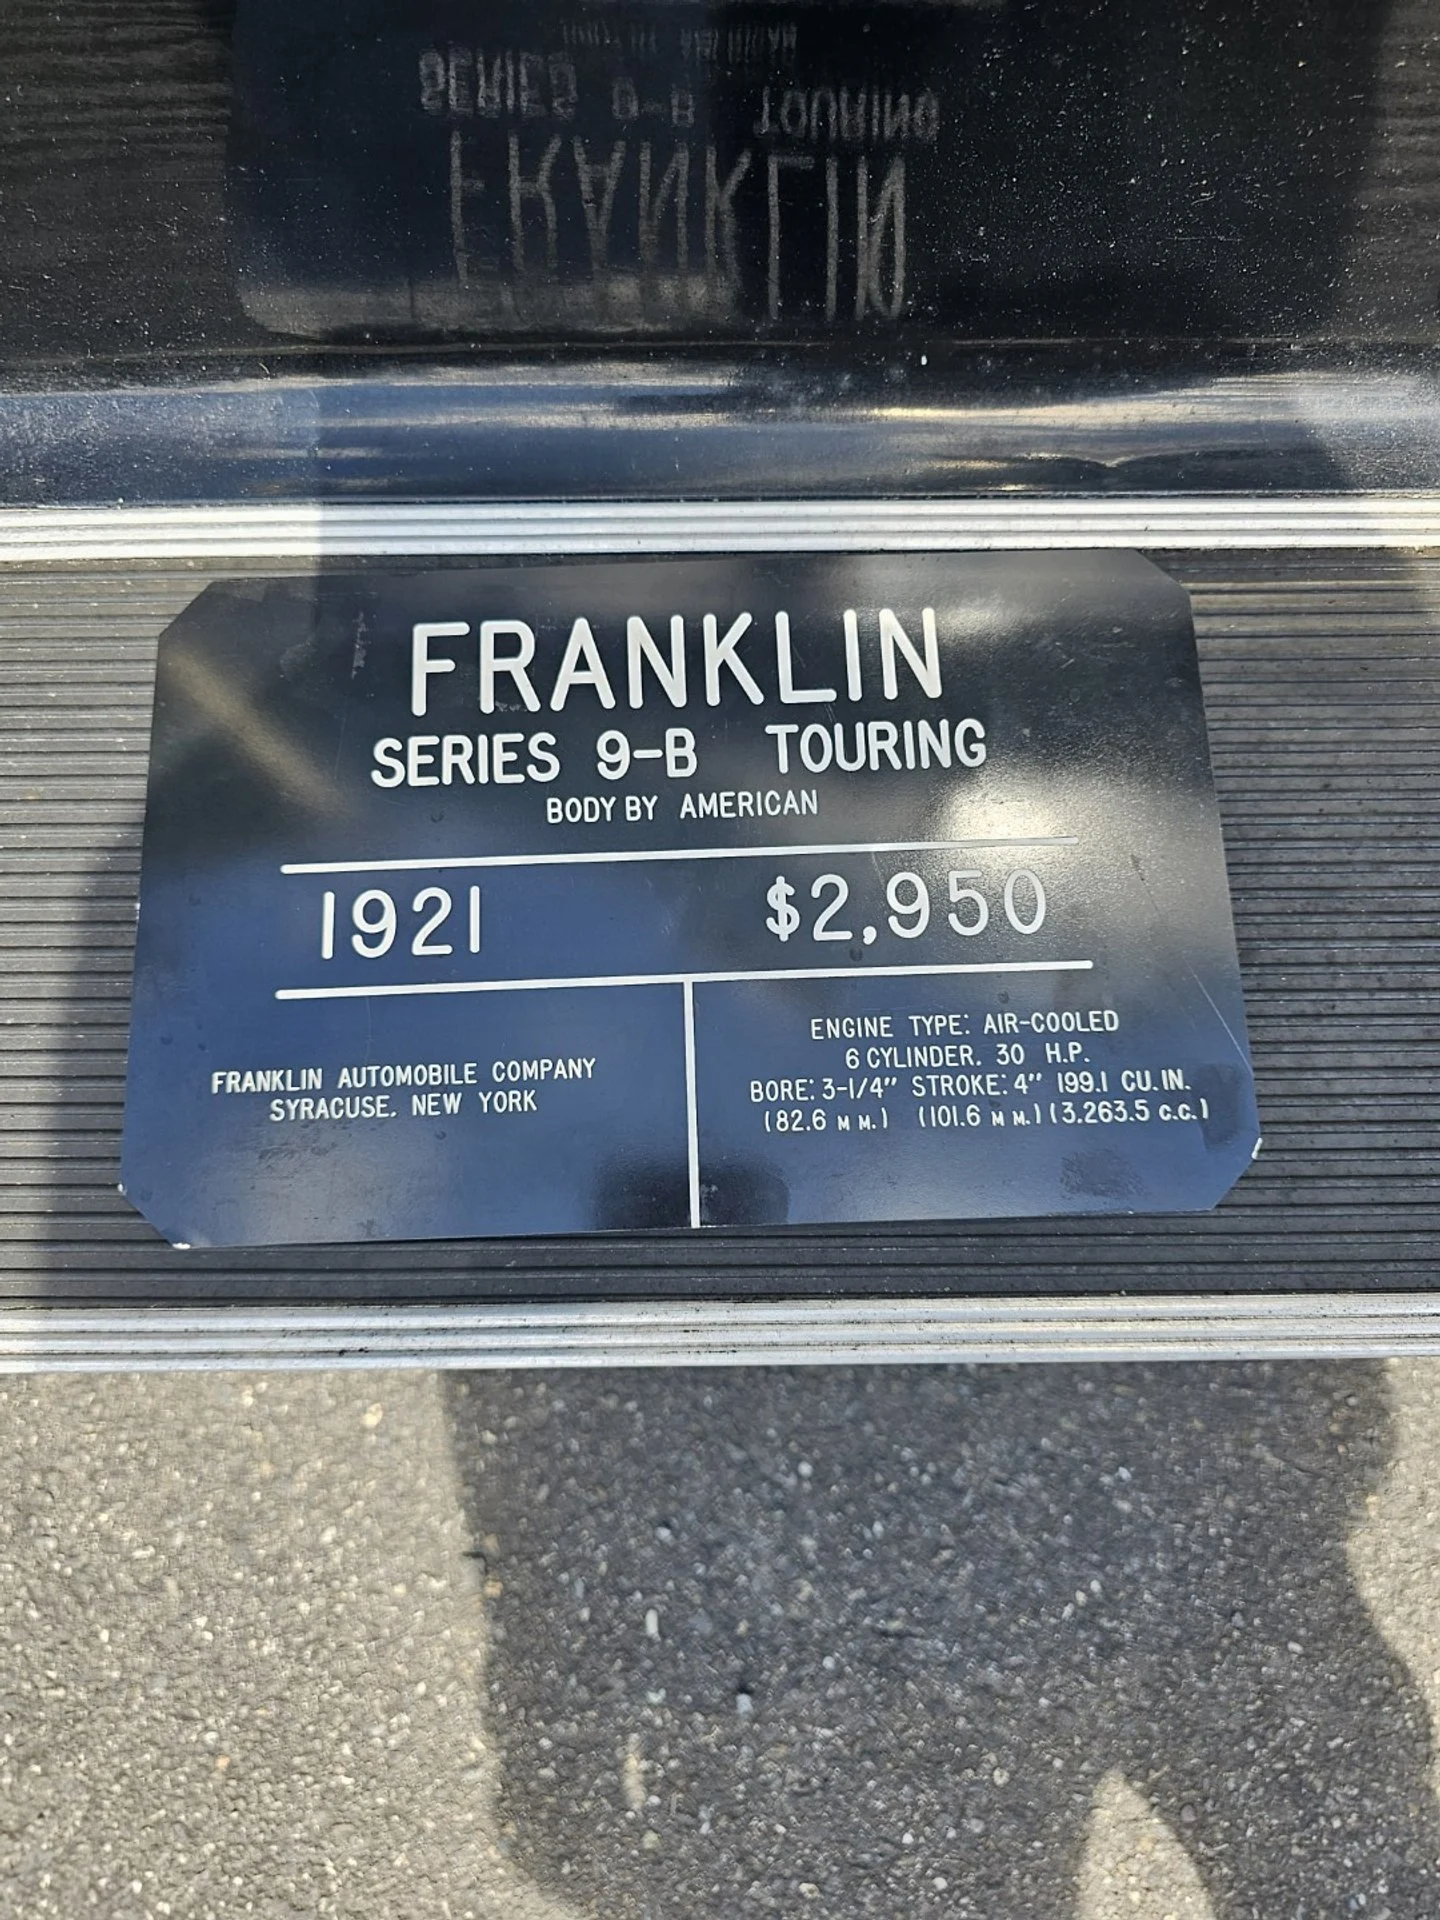 FRANKLIN
SERIES 9-B TOURING
BODY BY AMERICAN
1921 $2,950
FRANKLIN AUTOMOBILE COMPANY
SYRACUSE. NEW YORK
ENGINE TYPE: AIR-COOLED
6 CYLINDER. 30 H.P.
BORE: 3-1/4" STROKE: 4" 199.1 CU. IN.
(82.6 M M.) (101.6 M M.) (3.263.5 C.C.)